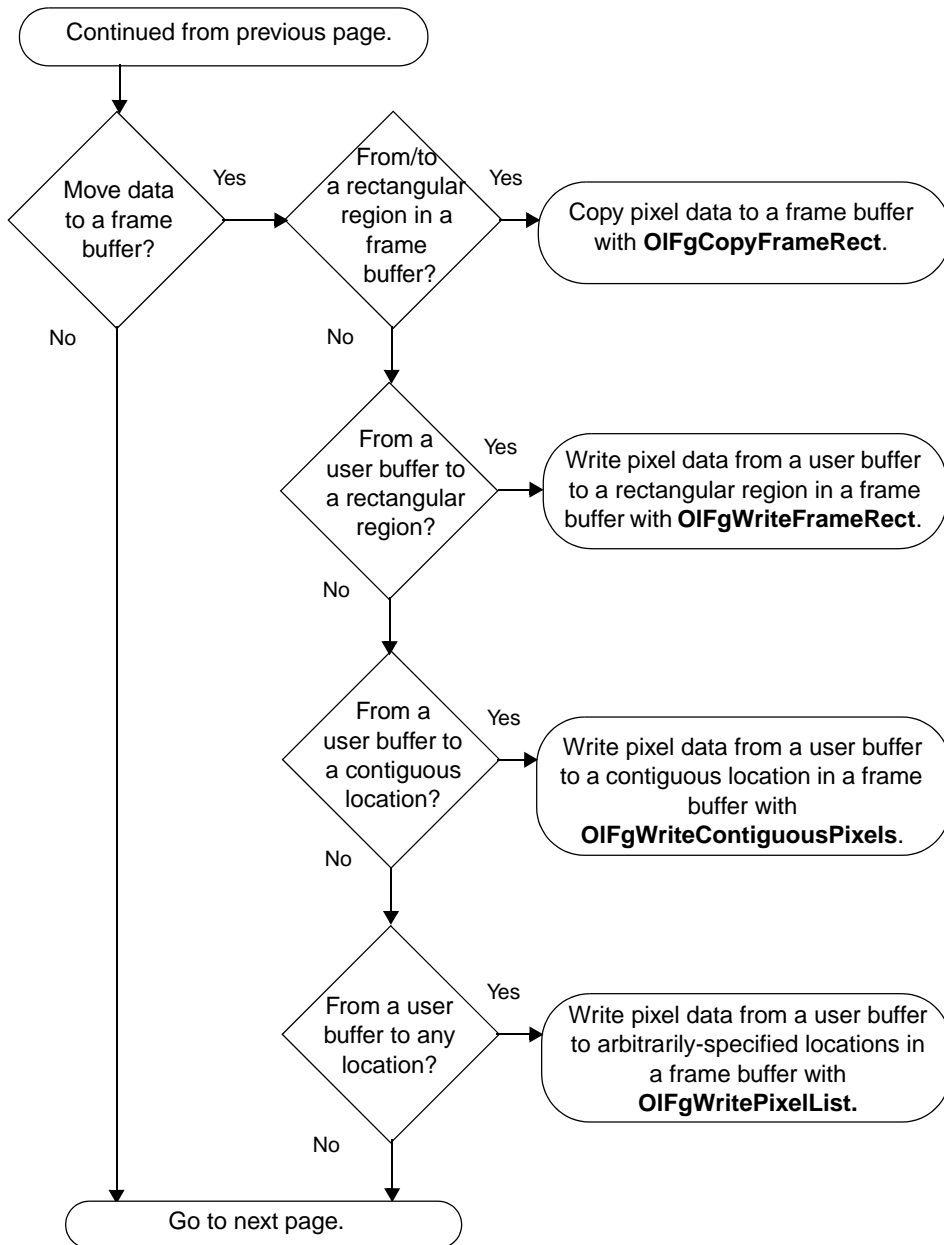 Continued from previous page.
Move data
to a frame
buffer?
Yes
No
From/to
a rectangular
region in a
frame
buffer?
Yes
No
Copy pixel data to a frame buffer
with OlFgCopyFrameRect.
From a
user buffer to
a rectangular
region?
Yes
No
Write pixel data from a user buffer
to a rectangular region in a frame
buffer with OlFgWriteFrameRect.
From a
user buffer to
a contiguous
location?
Yes
No
Write pixel data from a user buffer
to a contiguous location in a frame
buffer with
OlFgWriteContiguousPixels.
From a user
buffer to any
location?
Yes
No
Write pixel data from a user buffer
to arbitrarily-specified locations in
a frame buffer with
OlFgWritePixelList.
Go to next page.